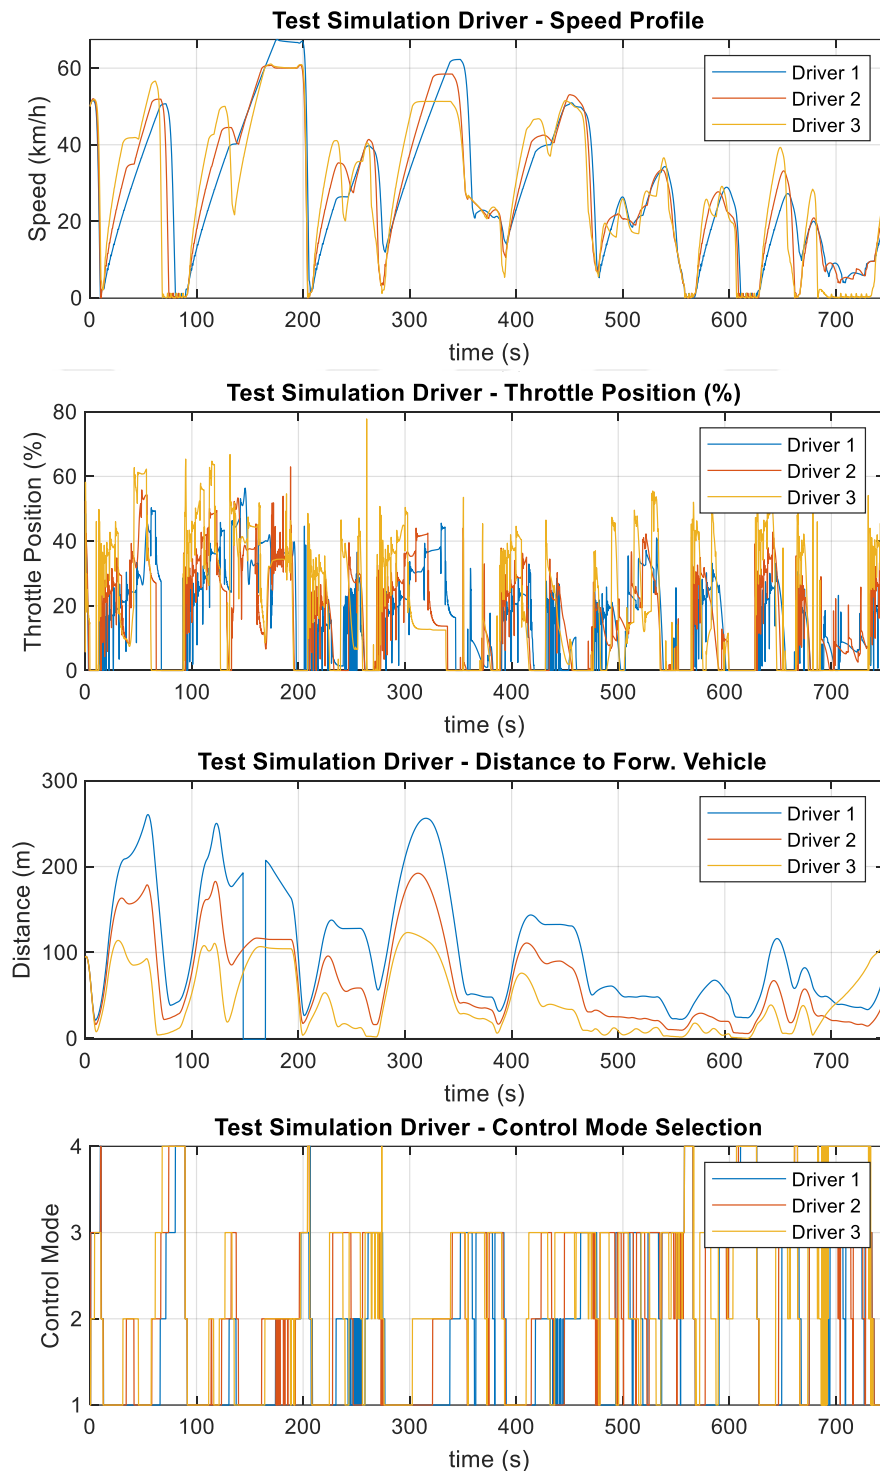 Test Simulation Driver - Speed Profile
Speed (km/h)
60
40
20
0
Driver 1
Driver 2
Driver 3
0 100 200 300 400 500 600 700
time (s)
Test Simulation Driver - Throttle Position (%)
Throttle Position (%)
80
60
40
20
0
Driver 1
Driver 2
Driver 3
0 100 200 300 400 500 600 700
time (s)
Test Simulation Driver - Distance to Forw. Vehicle
Distance (m)
300
200
100
0
Driver 1
Driver 2
Driver 3
0 100 200 300 400 500 600 700
time (s)
Test Simulation Driver - Control Mode Selection
Control Mode
4
3
2
1
Driver 1
Driver 2
Driver 3
0 100 200 300 400 500 600 700
time (s)